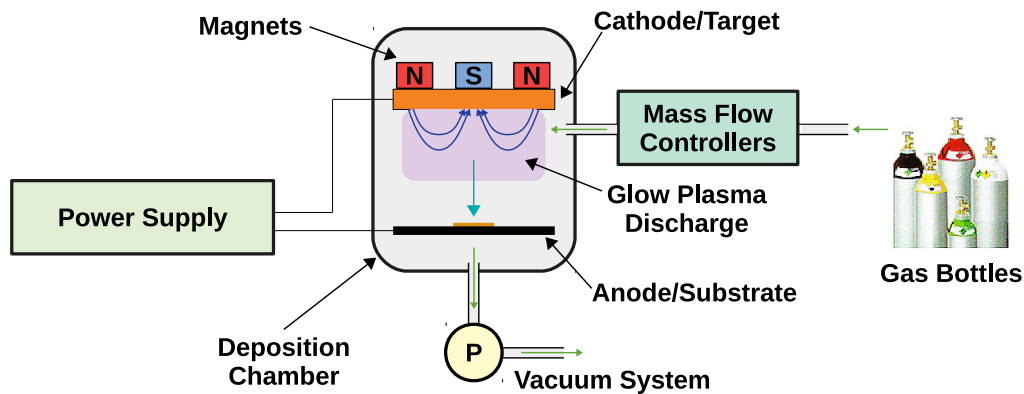 Magnets
Cathode/Target
N
S
N
Mass Flow
Controllers
Power Supply
Glow Plasma
Discharge
Gas Bottles
Anode/Substrate
Deposition
Chamber
P
Vacuum System